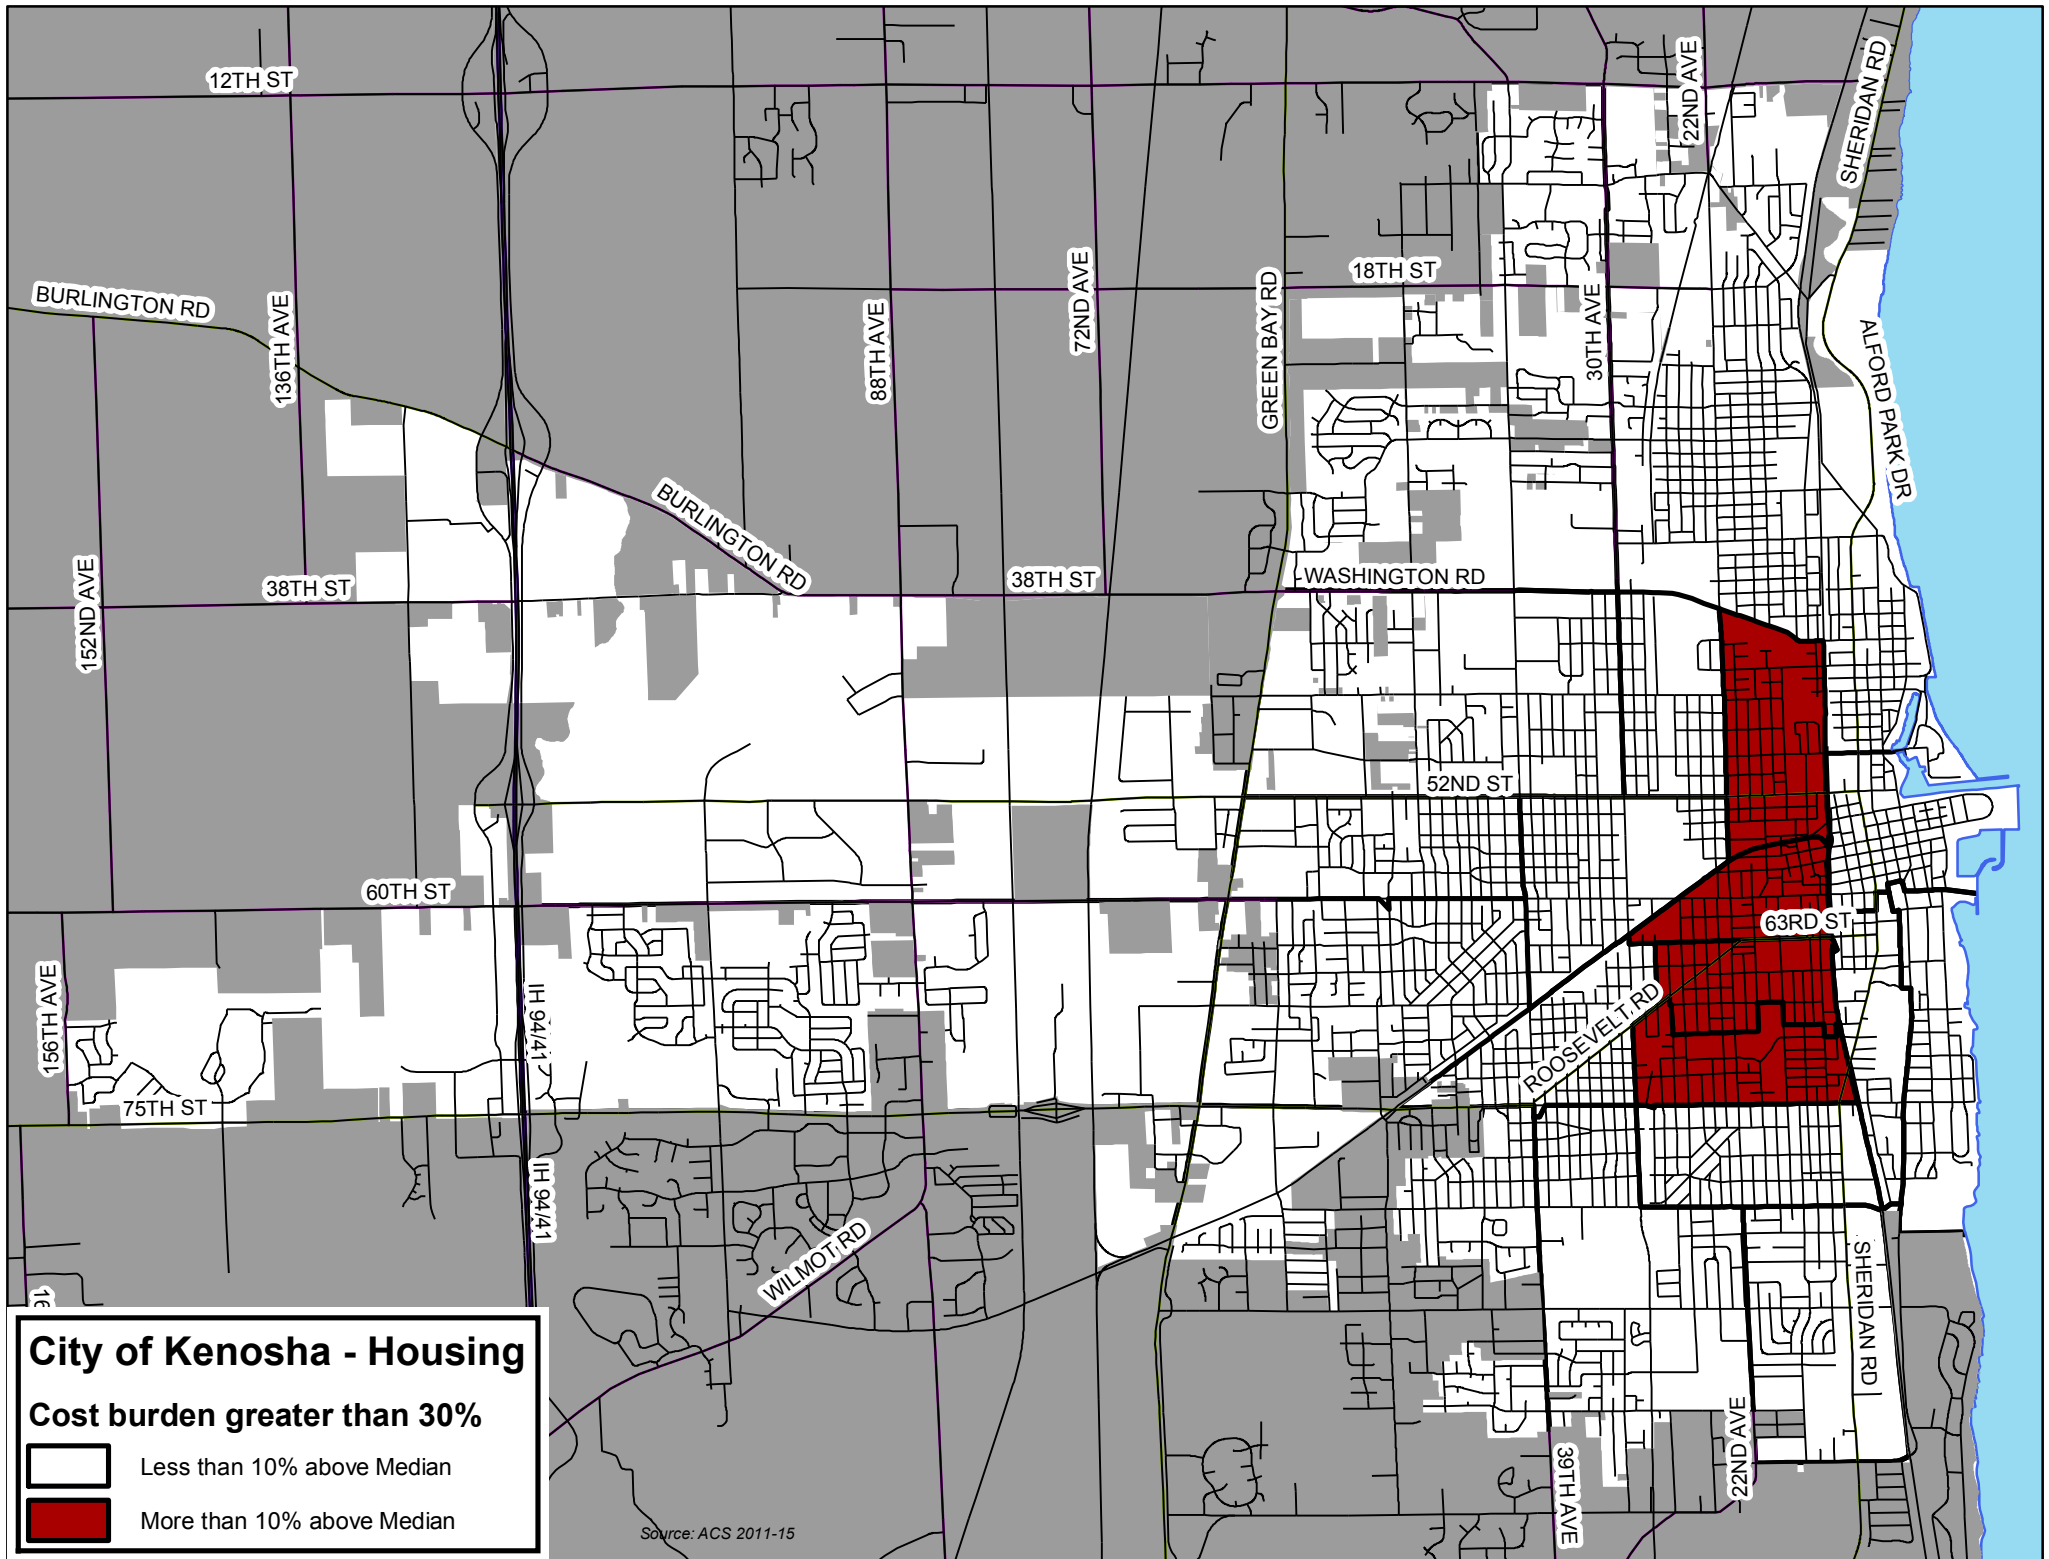 12TH ST
22ND AVE
SHERIDAN RD
BURLINGTON RD
136TH AVE
88TH AVE
72ND AVE
GREEN BAY RD
18TH ST
30TH AVE
ALFORD PARK DR
BURLINGTON RD
152ND AVE
38TH ST
38TH ST
WASHINGTON RD
52ND ST
60TH ST
63RD ST
156TH AVE
IH 94/41
ROOSEVELT RD
75TH ST
IH 94/41
WILMOT RD
SHERIDAN RD
39TH AVE
22ND AVE
City of Kenosha - Housing
Cost burden greater than 30%
Less than 10% above Median
More than 10% above Median
Source: ACS 2011-15